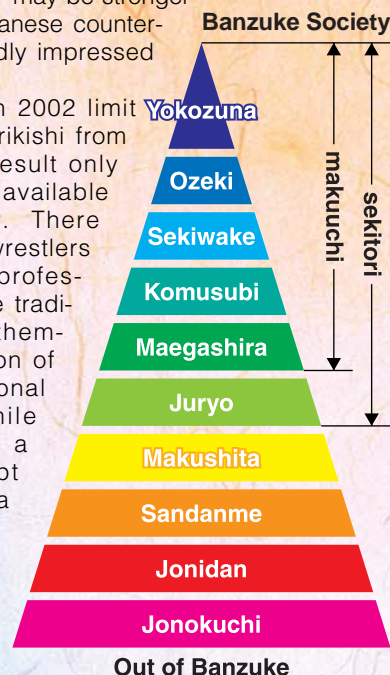 may be stronger
anese counter-
dly impressed
n 2002 limit
rikishi from
esult only
available
. There
wrestlers
profes-
e tradi-
them-
on of
onal
hile
a
pt
a
Banzuke Society
Yokozuna
Ozeki
Sekiwake
Komusubi
Maegashira
Juryo
Makushita
Sandanme
Jonidan
Jonokuchi
Out of Banzuke
makuuchi
sekitori